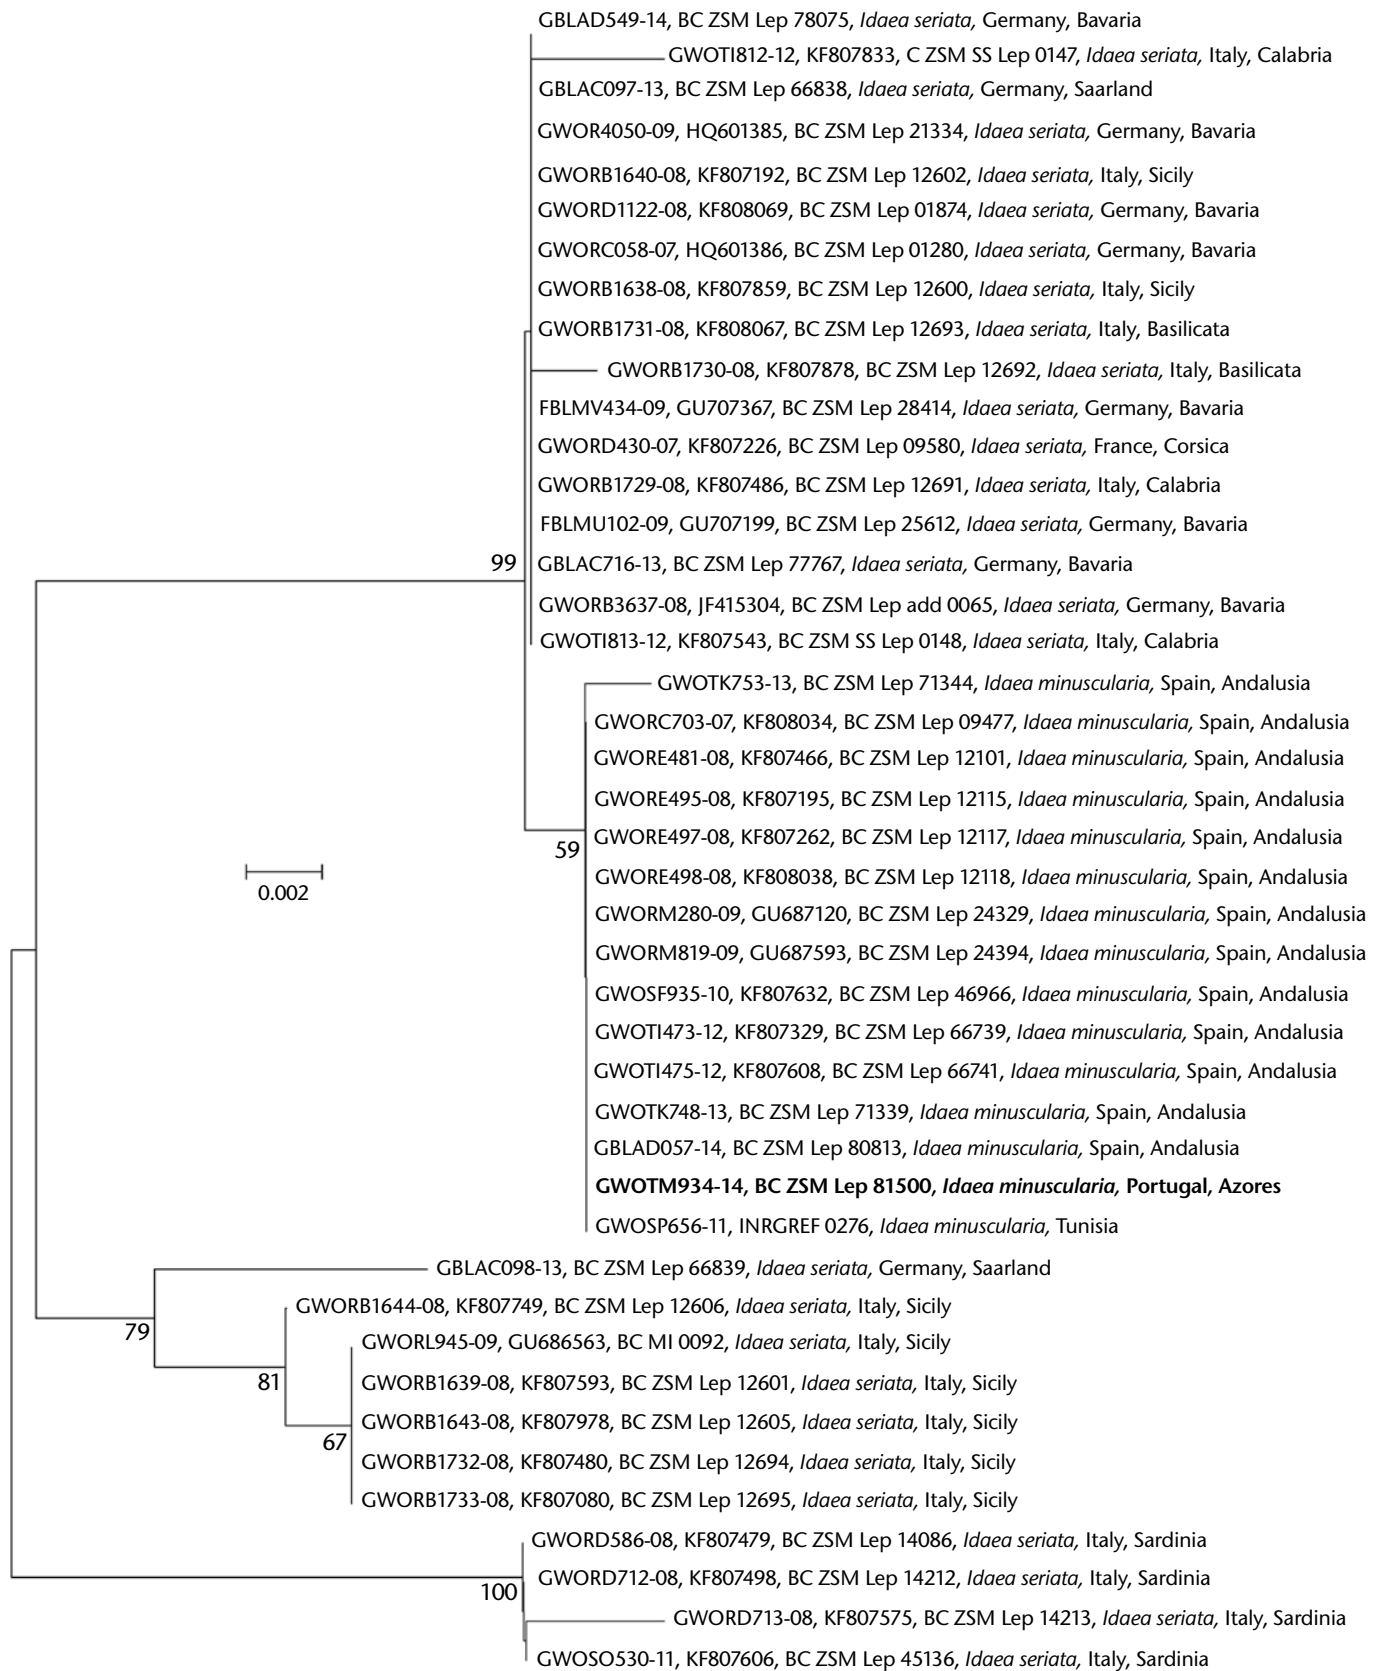 GBLAD549-14, BC ZSM Lep 78075, Idaea seriata, Germany, Bavaria
GWOTI812-12, KF807833, C ZSM SS Lep 0147, Idaea seriata, Italy, Calabria
GBLAC097-13, BC ZSM Lep 66838, Idaea seriata, Germany, Saarland
GWOR4050-09, HQ601385, BC ZSM Lep 21334, Idaea seriata, Germany, Bavaria
GWORB1640-08, KF807192, BC ZSM Lep 12602, Idaea seriata, Italy, Sicily
GWORD1122-08, KF808069, BC ZSM Lep 01874, Idaea seriata, Germany, Bavaria
GWORC058-07, HQ601386, BC ZSM Lep 01280, Idaea seriata, Germany, Bavaria
GWORB1638-08, KF807859, BC ZSM Lep 12600, Idaea seriata, Italy, Sicily
GWORB1731-08, KF808067, BC ZSM Lep 12693, Idaea seriata, Italy, Basilicata
GWORB1730-08, KF807878, BC ZSM Lep 12692, Idaea seriata, Italy, Basilicata
FBLMV434-09, GU707367, BC ZSM Lep 28414, Idaea seriata, Germany, Bavaria
GWORD430-07, KF807226, BC ZSM Lep 09580, Idaea seriata, France, Corsica
GWORB1729-08, KF807486, BC ZSM Lep 12691, Idaea seriata, Italy, Calabria
FBLMU102-09, GU707199, BC ZSM Lep 25612, Idaea seriata, Germany, Bavaria
99
GBLAC716-13, BC ZSM Lep 77767, Idaea seriata, Germany, Bavaria
GWORB3637-08, JF415304, BC ZSM Lep add 0065, Idaea seriata, Germany, Bavaria
GWOTI813-12, KF807543, BC ZSM SS Lep 0148, Idaea seriata, Italy, Calabria
GWOTK753-13, BC ZSM Lep 71344, Idaea minuscularia, Spain, Andalusia
GWORC703-07, KF808034, BC ZSM Lep 09477, Idaea minuscularia, Spain, Andalusia
GWORE481-08, KF807466, BC ZSM Lep 12101, Idaea minuscularia, Spain, Andalusia
GWORE495-08, KF807195, BC ZSM Lep 12115, Idaea minuscularia, Spain, Andalusia
GWORE497-08, KF807262, BC ZSM Lep 12117, Idaea minuscularia, Spain, Andalusia
59
GWORE498-08, KF808038, BC ZSM Lep 12118, Idaea minuscularia, Spain, Andalusia
0.002
GWORM280-09, GU687120, BC ZSM Lep 24329, Idaea minuscularia, Spain, Andalusia
GWORM819-09, GU687593, BC ZSM Lep 24394, Idaea minuscularia, Spain, Andalusia
GWOSF935-10, KF807632, BC ZSM Lep 46966, Idaea minuscularia, Spain, Andalusia
GWOTI473-12, KF807329, BC ZSM Lep 66739, Idaea minuscularia, Spain, Andalusia
GWOTI475-12, KF807608, BC ZSM Lep 66741, Idaea minuscularia, Spain, Andalusia
GWOTK748-13, BC ZSM Lep 71339, Idaea minuscularia, Spain, Andalusia
GBLAD057-14, BC ZSM Lep 80813, Idaea minuscularia, Spain, Andalusia
GWOTM934-14, BC ZSM Lep 81500, Idaea minuscularia, Portugal, Azores
GWOSP656-11, INRGREF 0276, Idaea minuscularia, Tunisia
GBLAC098-13, BC ZSM Lep 66839, Idaea seriata, Germany, Saarland
GWORB1644-08, KF807749, BC ZSM Lep 12606, Idaea seriata, Italy, Sicily
79
GWORL945-09, GU686563, BC MI 0092, Idaea seriata, Italy, Sicily
81
GWORB1639-08, KF807593, BC ZSM Lep 12601, Idaea seriata, Italy, Sicily
GWORB1643-08, KF807978, BC ZSM Lep 12605, Idaea seriata, Italy, Sicily
67
GWORB1732-08, KF807480, BC ZSM Lep 12694, Idaea seriata, Italy, Sicily
GWORB1733-08, KF807080, BC ZSM Lep 12695, Idaea seriata, Italy, Sicily
GWORD586-08, KF807479, BC ZSM Lep 14086, Idaea seriata, Italy, Sardinia
100
GWORD712-08, KF807498, BC ZSM Lep 14212, Idaea seriata, Italy, Sardinia
GWORD713-08, KF807575, BC ZSM Lep 14213, Idaea seriata, Italy, Sardinia
GWOSO530-11, KF807606, BC ZSM Lep 45136, Idaea seriata, Italy, Sardinia